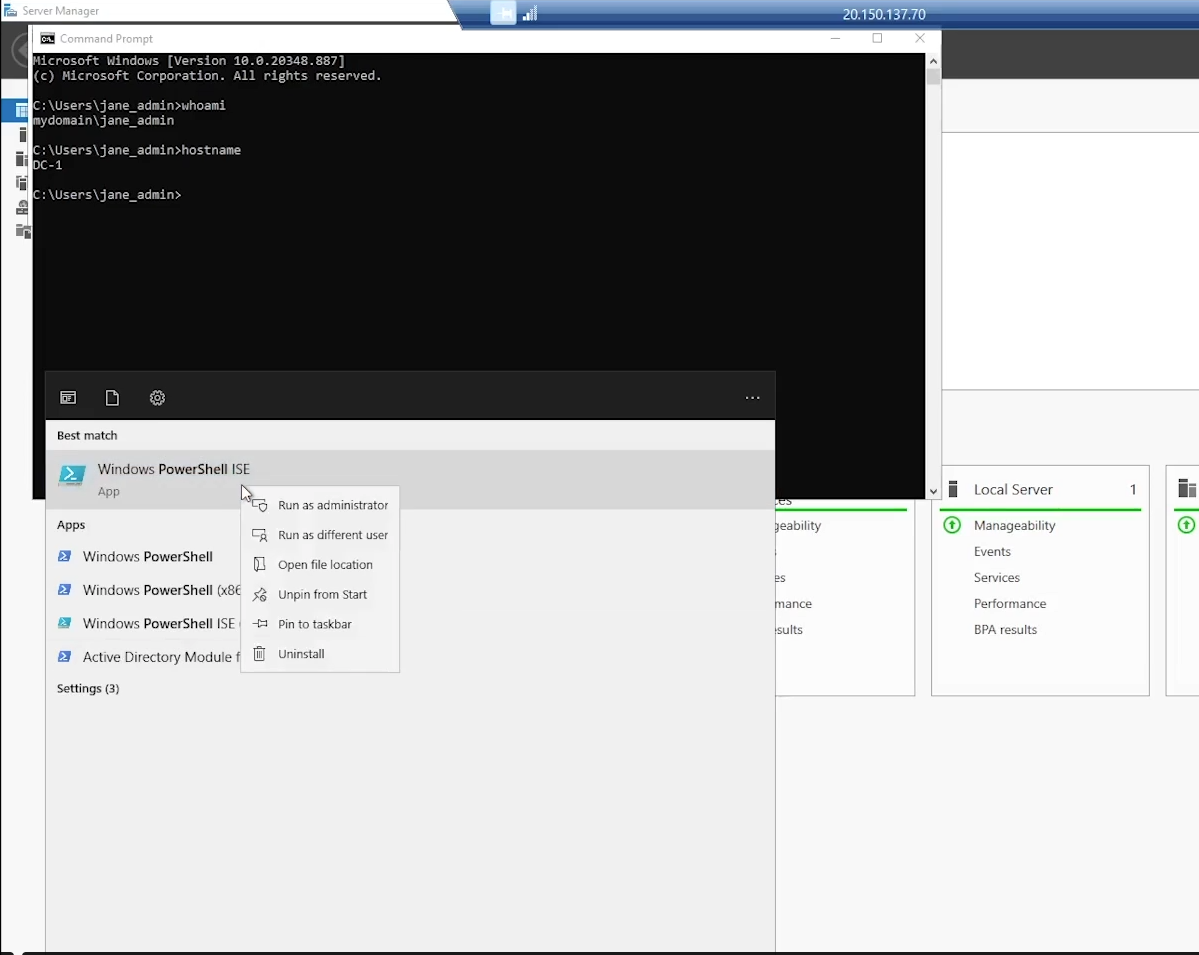 Server Manager
20.150.137.70
Command Prompt
Microsoft Windows [Version 10.0.20348.887]
(c) Microsoft Corporation. All rights reserved.
C:\Users\jane_admin>whoami
mydomain\jane_admin
C:\Users\jane_admin>hostname
DC-1
C:\Users\jane_admin>
Best match
Windows PowerShell ISE
App
Run as administrator
Run as different user
Open file location
Unpin from Start
Pin to taskbar
Uninstall
Apps
Windows PowerShell
Windows PowerShell (x86
Windows PowerShell ISE (
Active Directory Module f
Settings (3)
geability
es
mance
esults
Local Server 1
Manageability
Events
Services
Performance
BPA results